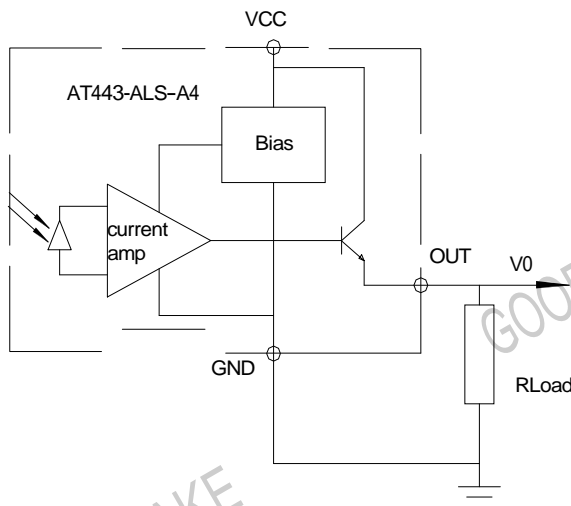 VCC
AT443-ALS-A4
Bias
current
amp
OUT
V0
GND
RLoad